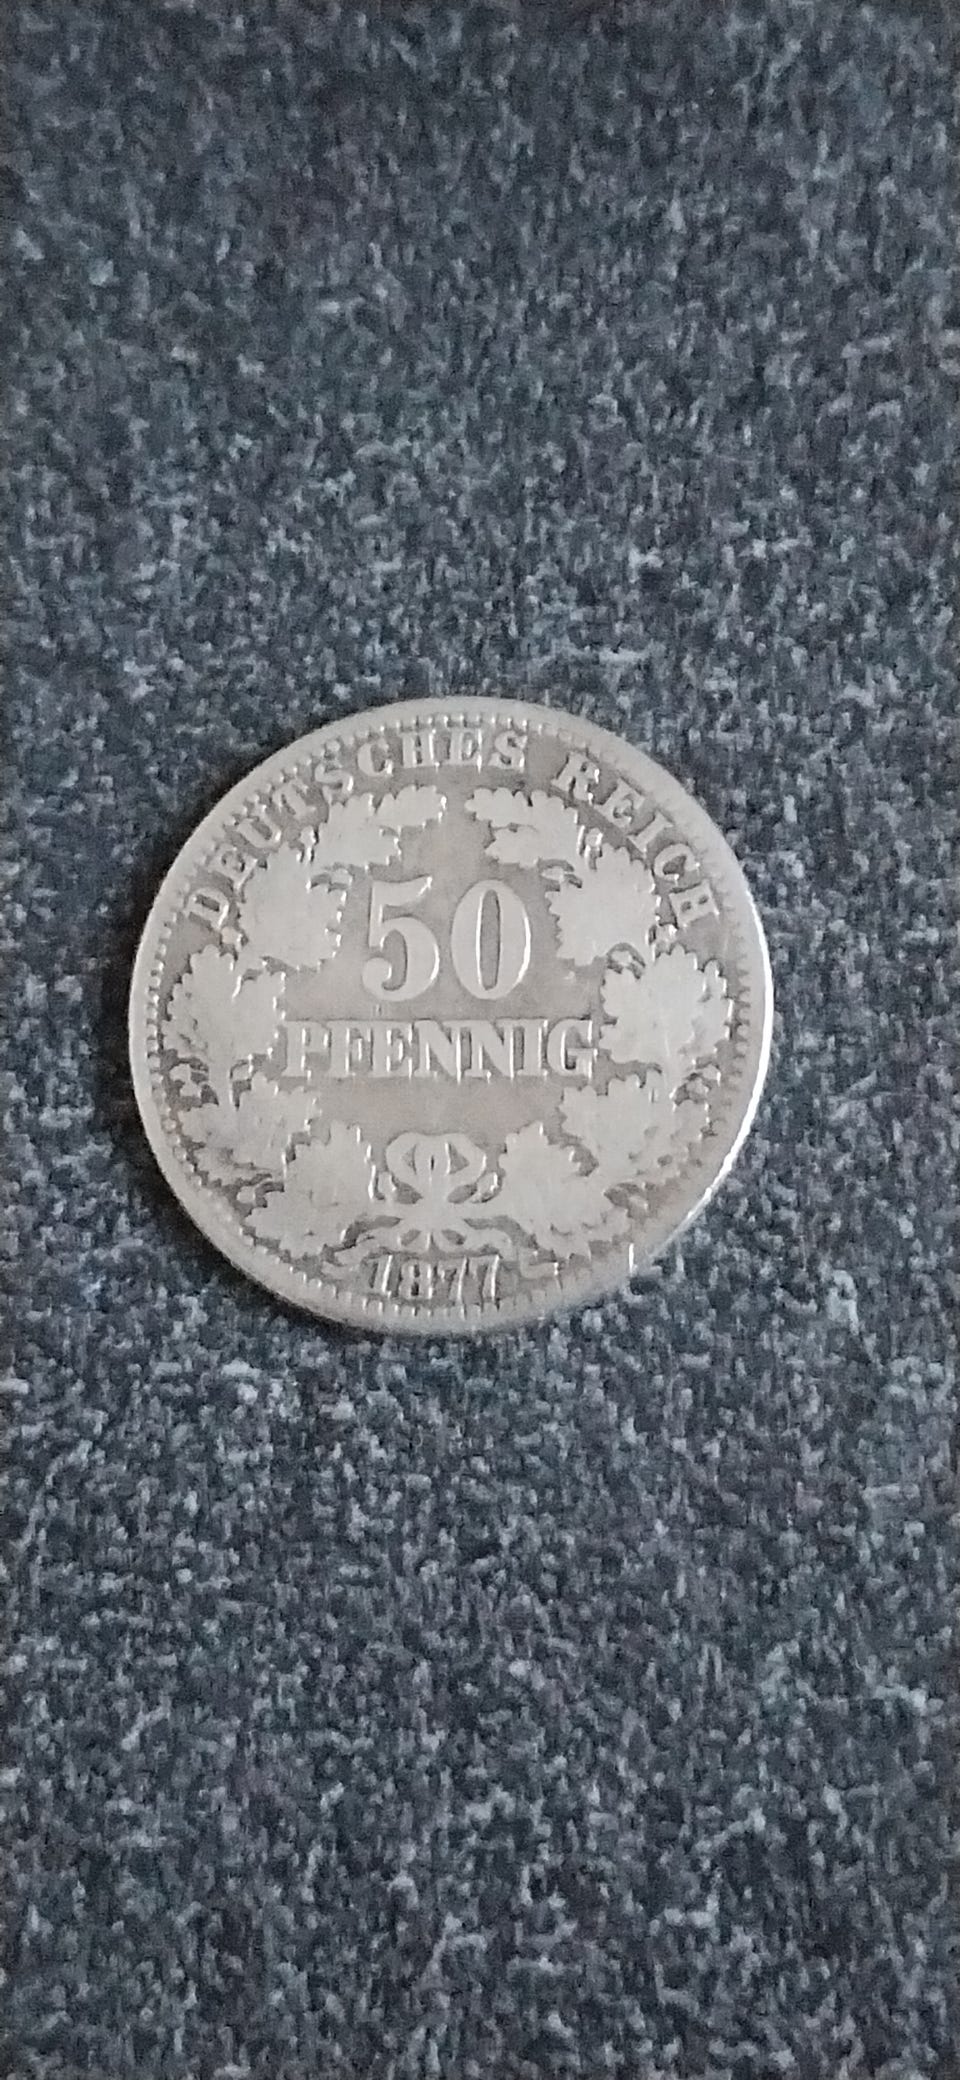 DEUTSCHES REICH
50
PFENNIG
1877